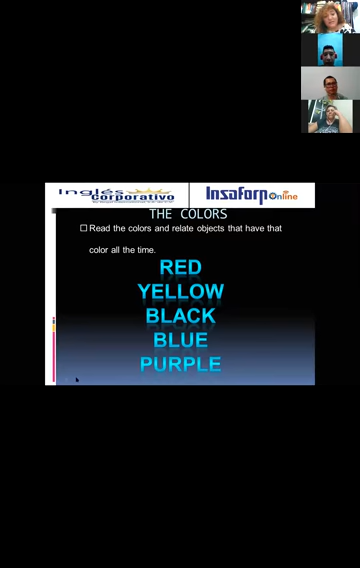 Inglés
Corporativo
Insaforp Online
THE COLORS
Read the colors and relate objects that have that
color all the time.
RED
YELLOW
BLACK
BLUE
PURPLE